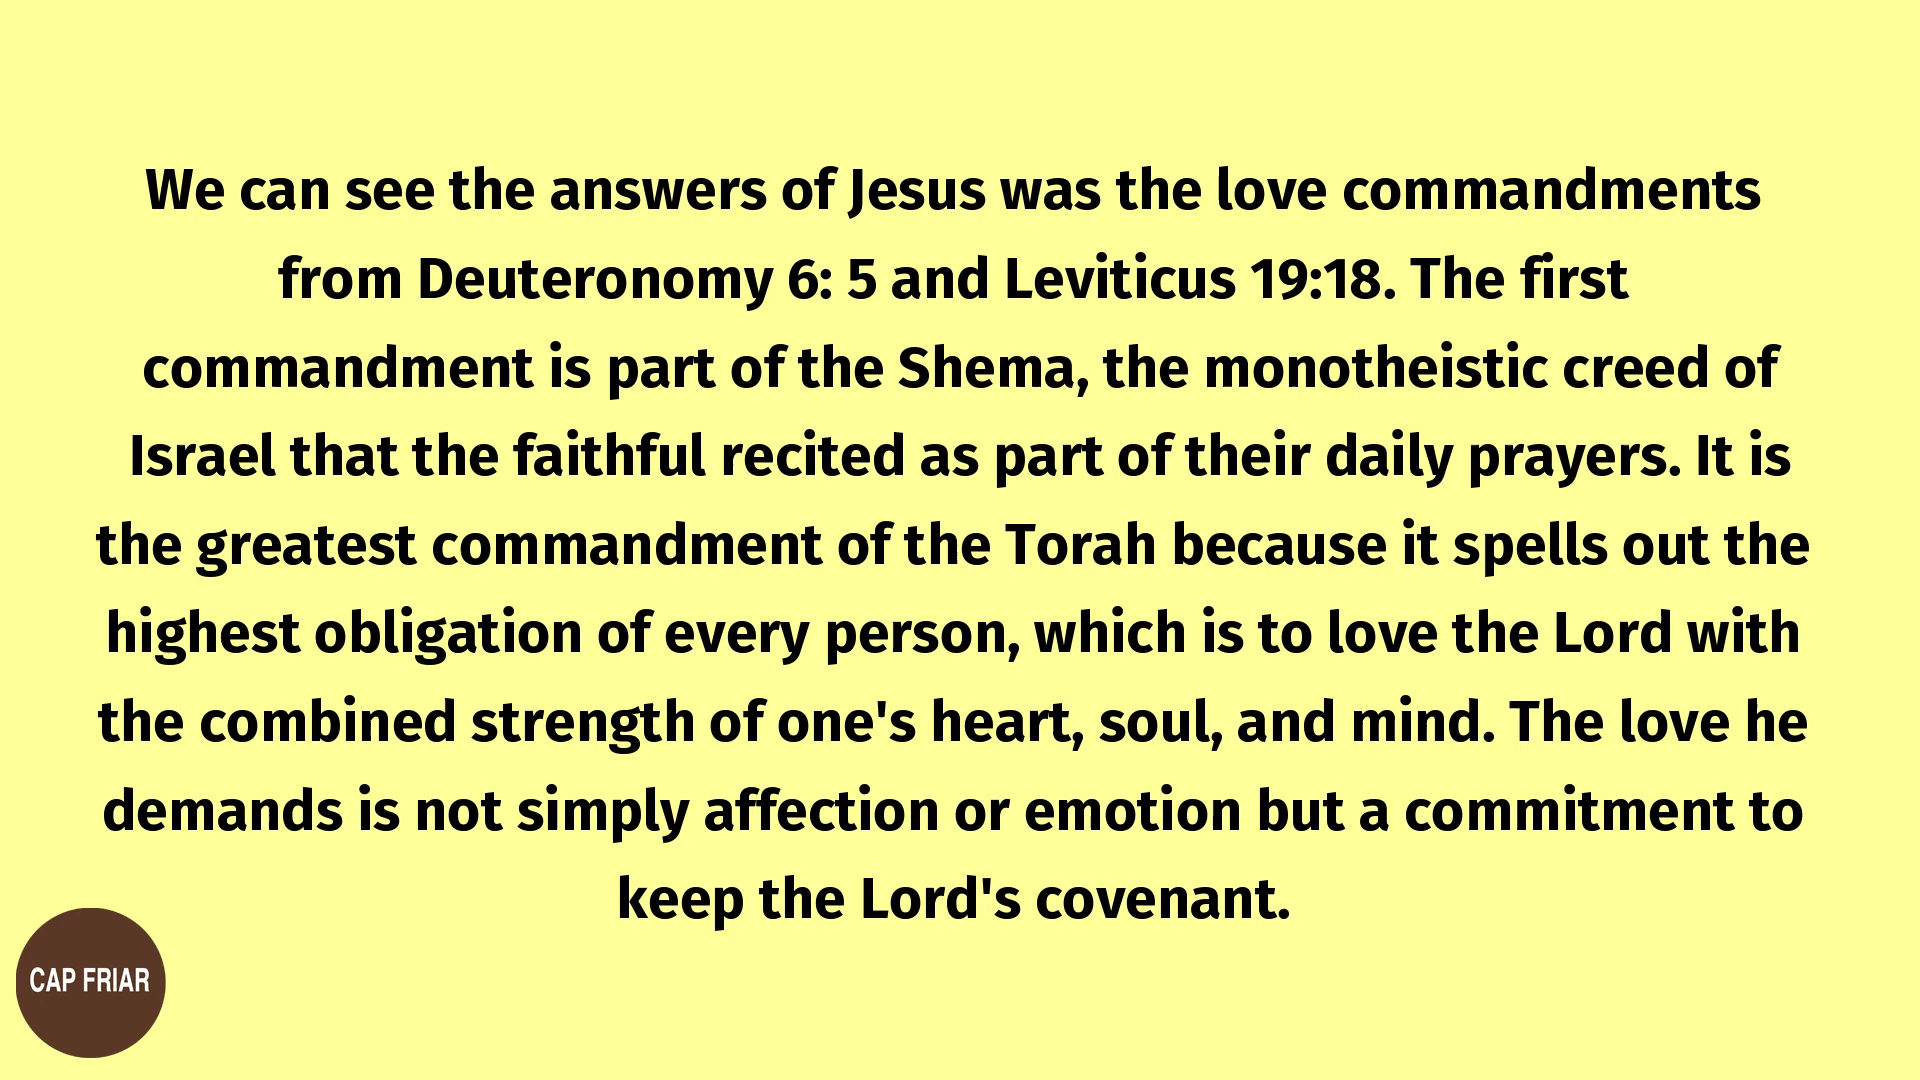 We can see the answers of Jesus was the love commandments
from Deuteronomy 6: 5 and Leviticus 19:18. The first
commandment is part of the Shema, the monotheistic creed of
Israel that the faithful recited as part of their daily prayers. It is
the greatest commandment of the Torah because it spells out the
highest obligation of every person, which is to love the Lord with
the combined strength of one's heart, soul, and mind. The love he
demands is not simply affection or emotion but a commitment to
keep the Lord's covenant.
CAP FRIAR